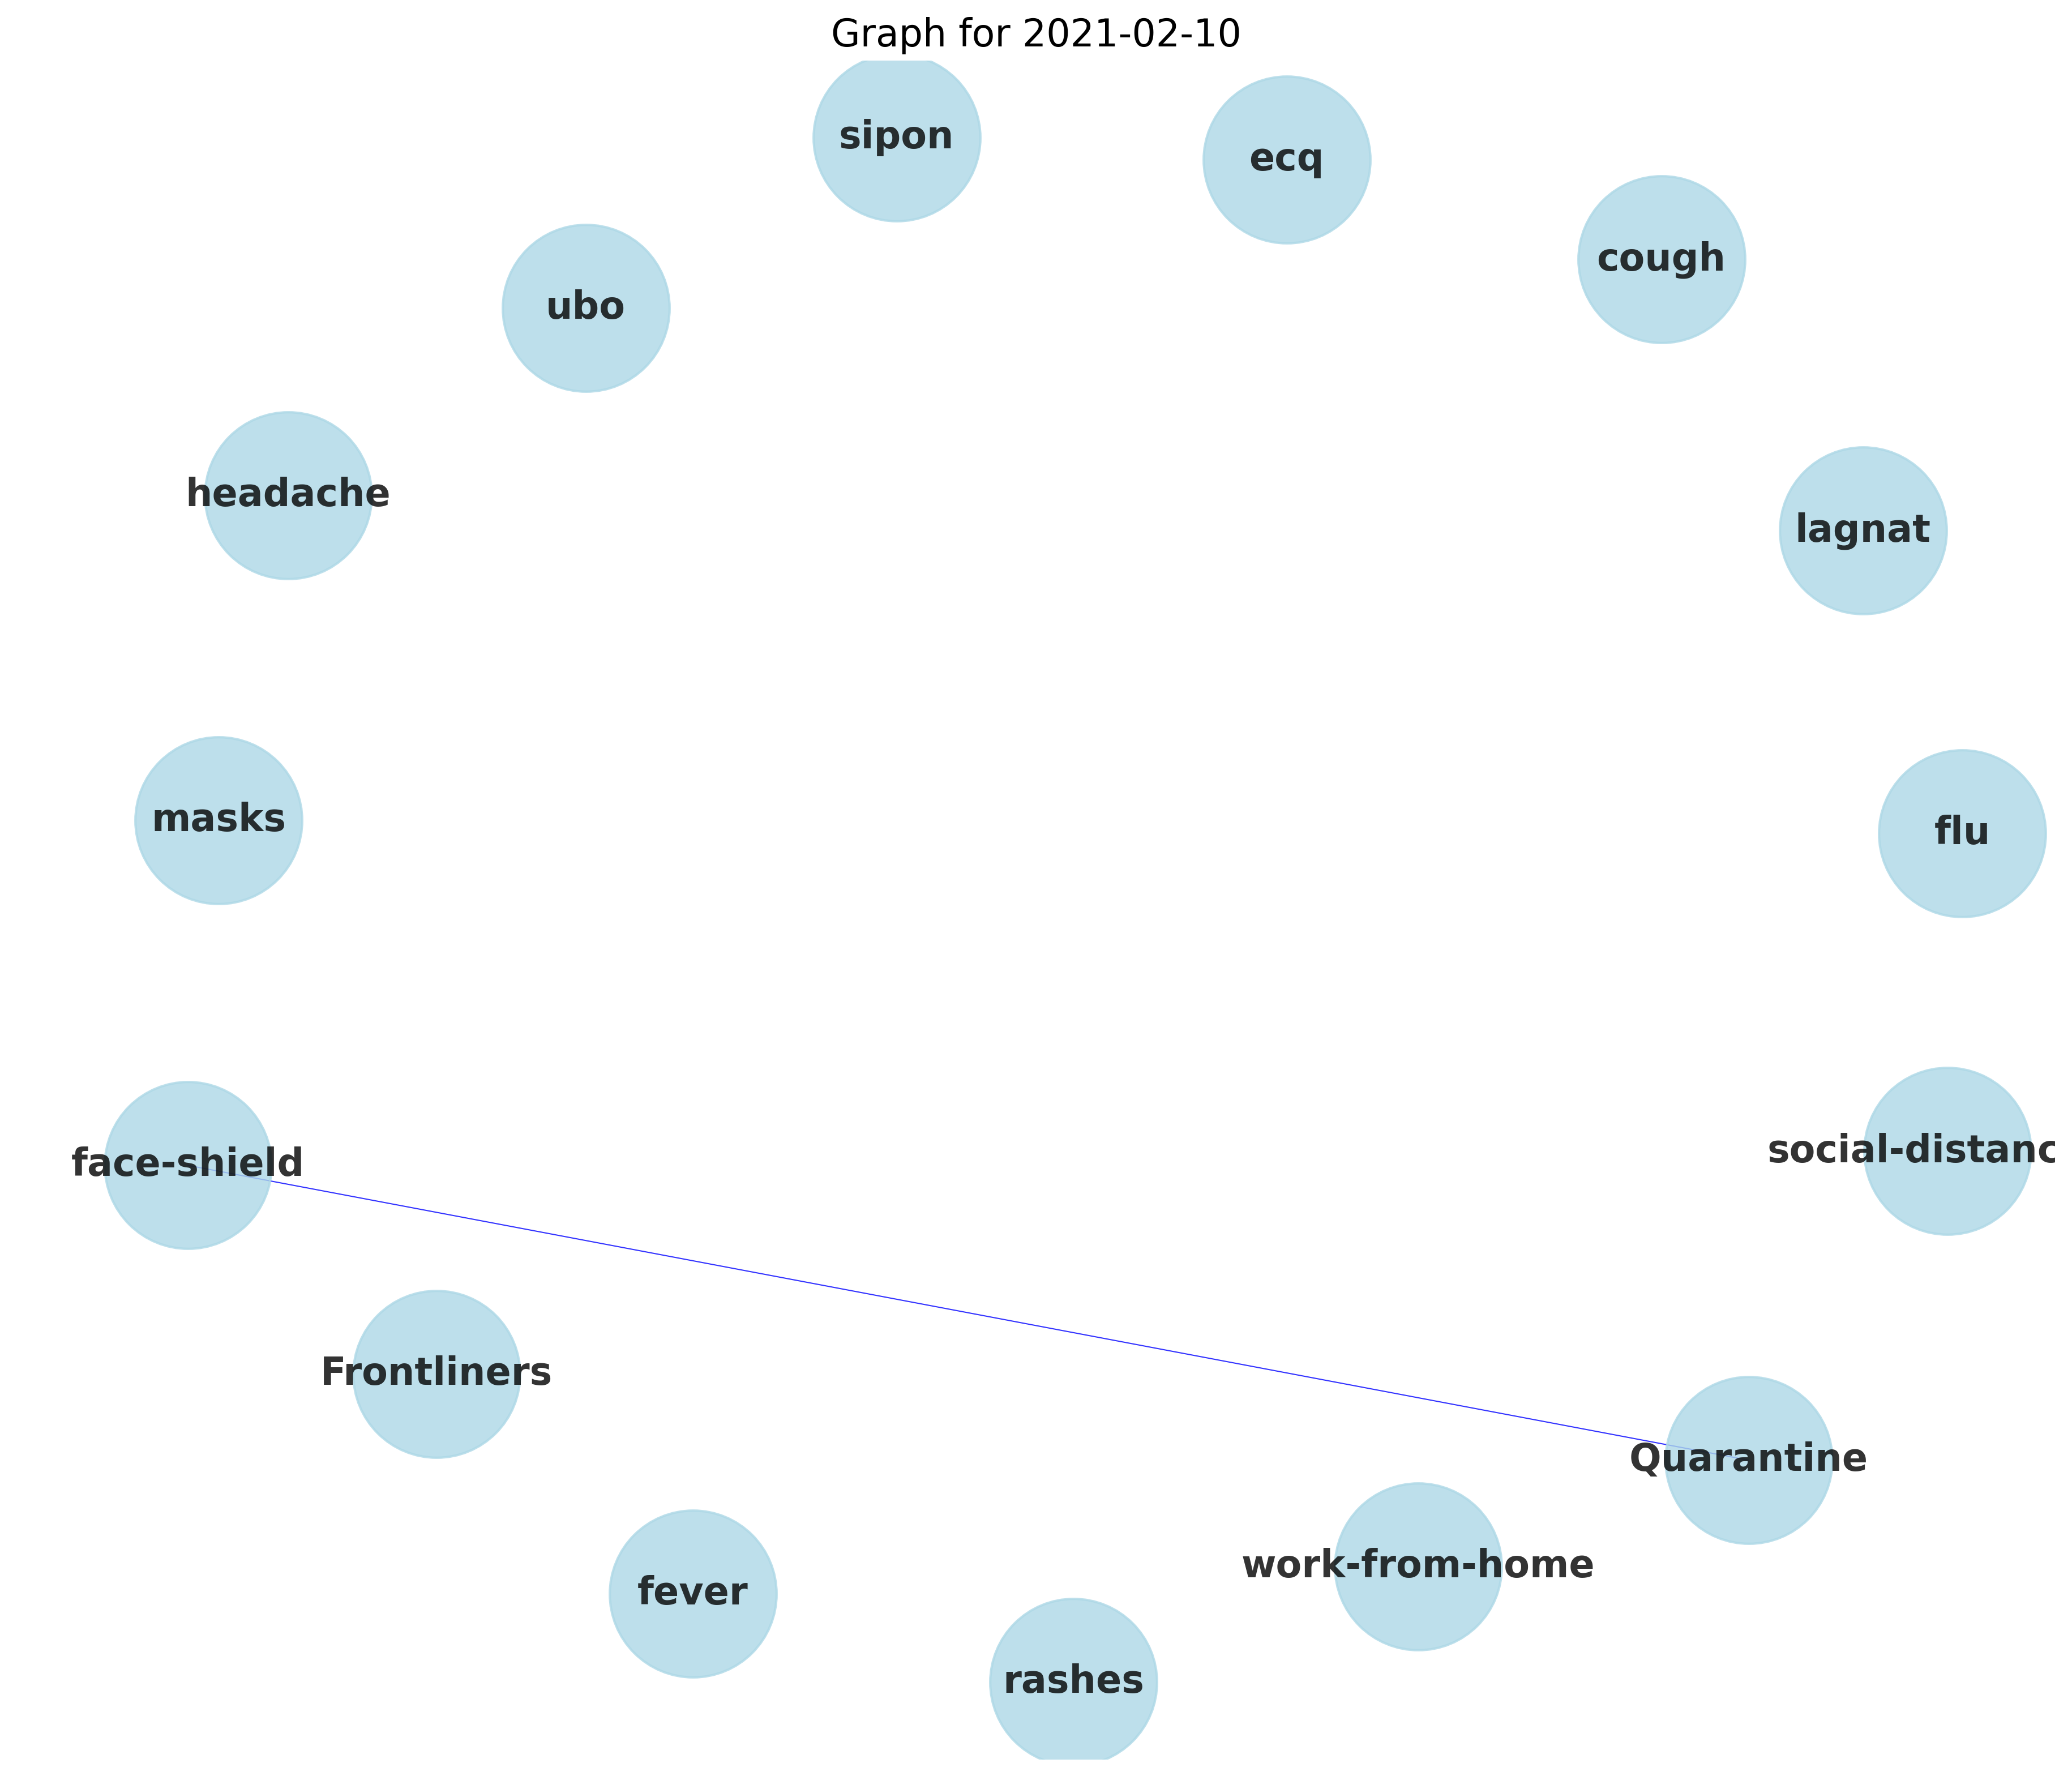 Graph for 2021-02-10
sipon
ecq
cough
ubo
headache
lagnat
masks
flu
social-distanc
face-shield
Frontliners
Quarantine
work-from-home
fever
rashes